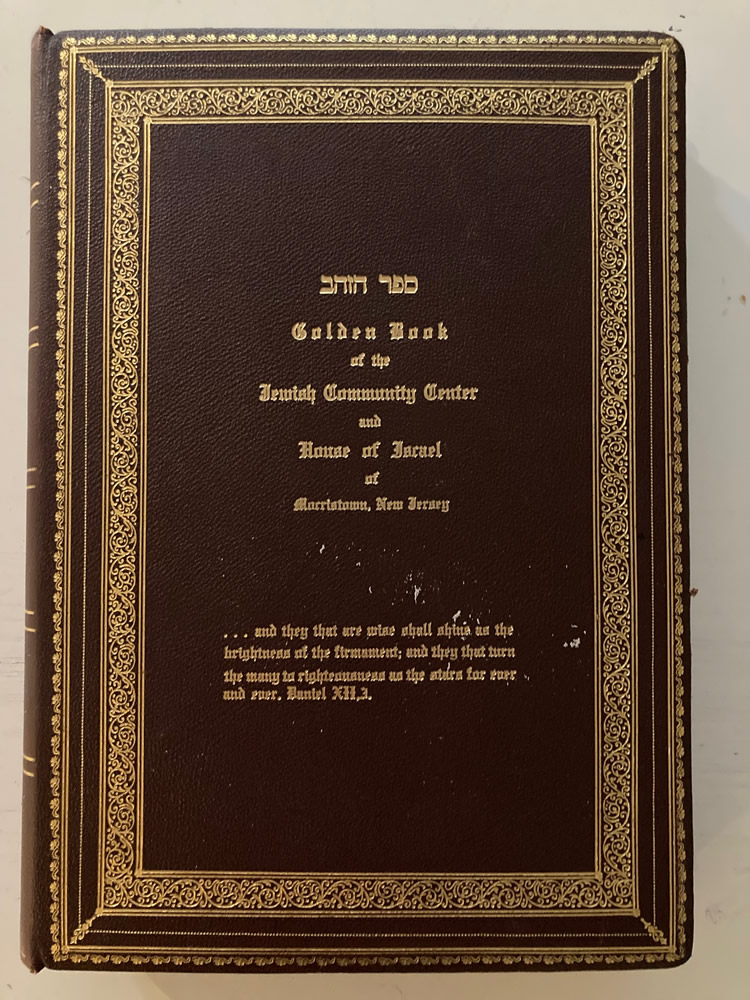 ספר הזהב
Golden Book
of the
Jewish Community Center
and
House of Israel
of
Morristown, New Jersey
. . . and they that are wise shall shine as the
brightness of the firmament; and they that turn
the many to righteousness as the stars for ever
and ever. Daniel XII,3.